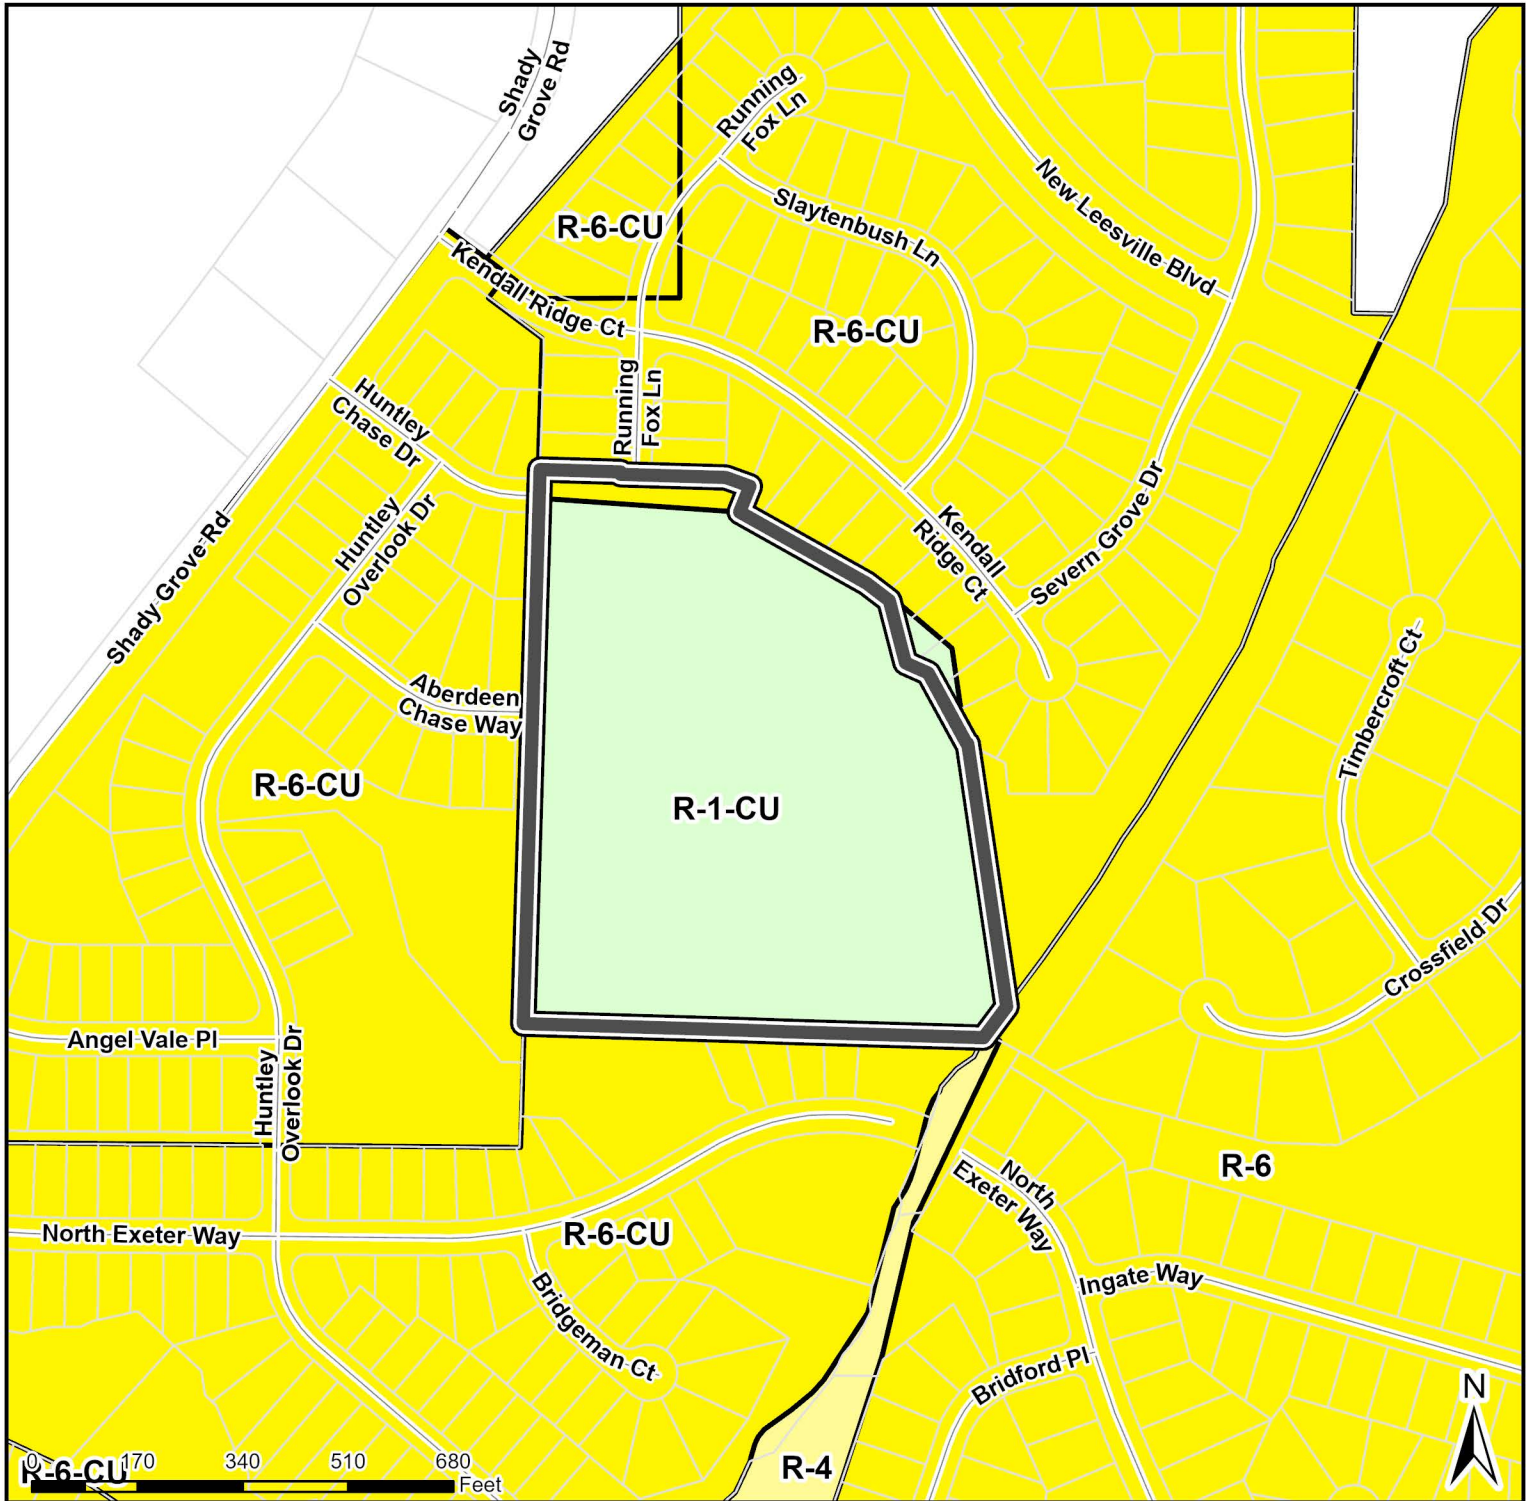 Shady
Grove Rd
Running
Fox Ln
New Leesville Blvd
Slaytenbush Ln
R-6-CU
Kendall Ridge Ct
R-6-CU
Running
Fox Ln
Huntley
Chase Dr
Huntley
Overlook Dr
Kendall
Ridge Ct
Severn Grove Dr
Shady Grove Rd
Timbercroft Ct
Aberdeen
Chase Way
R-6-CU
R-1-CU
Crossfield Dr
Angel Vale Pl
Huntley
Overlook Dr
R-6
North
Exeter Way
North Exeter Way
R-6-CU
Ingate Way
Bridgeman Ct
Bridford Pl
N
R-4
R-6-CU
0 170 340 510 680
Feet